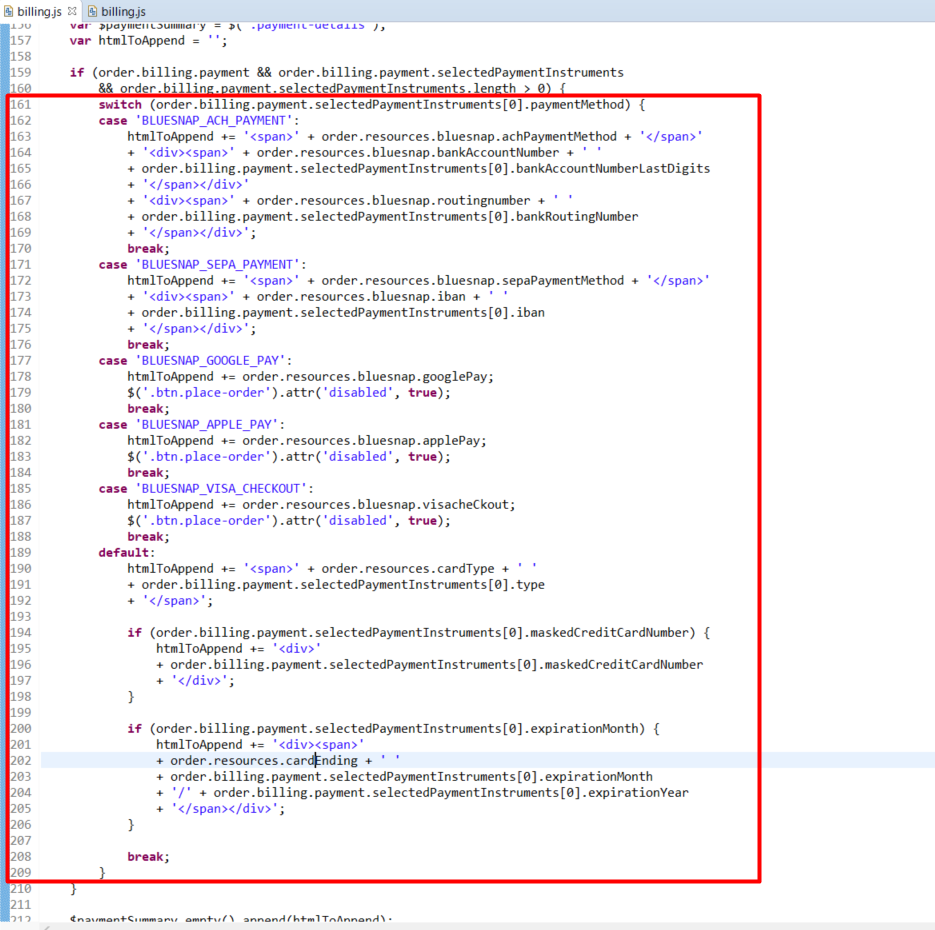 billing.js billing.js
156 var $paymentSummary = $('.payment-details');
157 var htmlToAppend = '';
158
159 if (order.billing.payment && order.billing.payment.selectedPaymentInstruments
160 && order.billing.payment.selectedPaymentInstruments.length > 0) {
161 switch (order.billing.payment.selectedPaymentInstruments[0].paymentMethod) {
162 case 'BLUESNAP_ACH_PAYMENT':
163 htmlToAppend += '<span>' + order.resources.bluesnap.achPaymentMethod + '</span>'
164 + '<div><span>' + order.resources.bluesnap.bankAccountNumber + ' '
165 + order.billing.payment.selectedPaymentInstruments[0].bankAccountNumberLastDigits
166 + '</span></div>'
167 + '<div><span>' + order.resources.bluesnap.routingnumber + ' '
168 + order.billing.payment.selectedPaymentInstruments[0].bankRoutingNumber
169 + '</span></div>';
170 break;
171 case 'BLUESNAP_SEPA_PAYMENT':
172 htmlToAppend += '<span>' + order.resources.bluesnap.sepaPaymentMethod + '</span>'
173 + '<div><span>' + order.resources.bluesnap.iban + ' '
174 + order.billing.payment.selectedPaymentInstruments[0].iban
175 + '</span></div>';
176 break;
177 case 'BLUESNAP_GOOGLE_PAY':
178 htmlToAppend += order.resources.bluesnap.googlePay;
179 $('.btn.place-order').attr('disabled', true);
180 break;
181 case 'BLUESNAP_APPLE_PAY':
182 htmlToAppend += order.resources.bluesnap.applePay;
183 $('.btn.place-order').attr('disabled', true);
184 break;
185 case 'BLUESNAP_VISA_CHECKOUT':
186 htmlToAppend += order.resources.bluesnap.visacheCkout;
187 $('.btn.place-order').attr('disabled', true);
188 break;
189 default:
190 htmlToAppend += '<span>' + order.resources.cardType + ' '
191 + order.billing.payment.selectedPaymentInstruments[0].type
192 + '</span>';
193
194 if (order.billing.payment.selectedPaymentInstruments[0].maskedCreditCardNumber) {
195 htmlToAppend += '<div>'
196 + order.billing.payment.selectedPaymentInstruments[0].maskedCreditCardNumber
197 + '</div>';
198 }
199
200 if (order.billing.payment.selectedPaymentInstruments[0].expirationMonth) {
201 htmlToAppend += '<div><span>'
202 + order.resources.cardEnding + ' '
203 + order.billing.payment.selectedPaymentInstruments[0].expirationMonth
204 + '/' + order.billing.payment.selectedPaymentInstruments[0].expirationYear
205 + '</span></div>';
206 }
207
208 break;
209 }
210 }
211
212 $paymentSummary.empty().append(htmlToAppend);